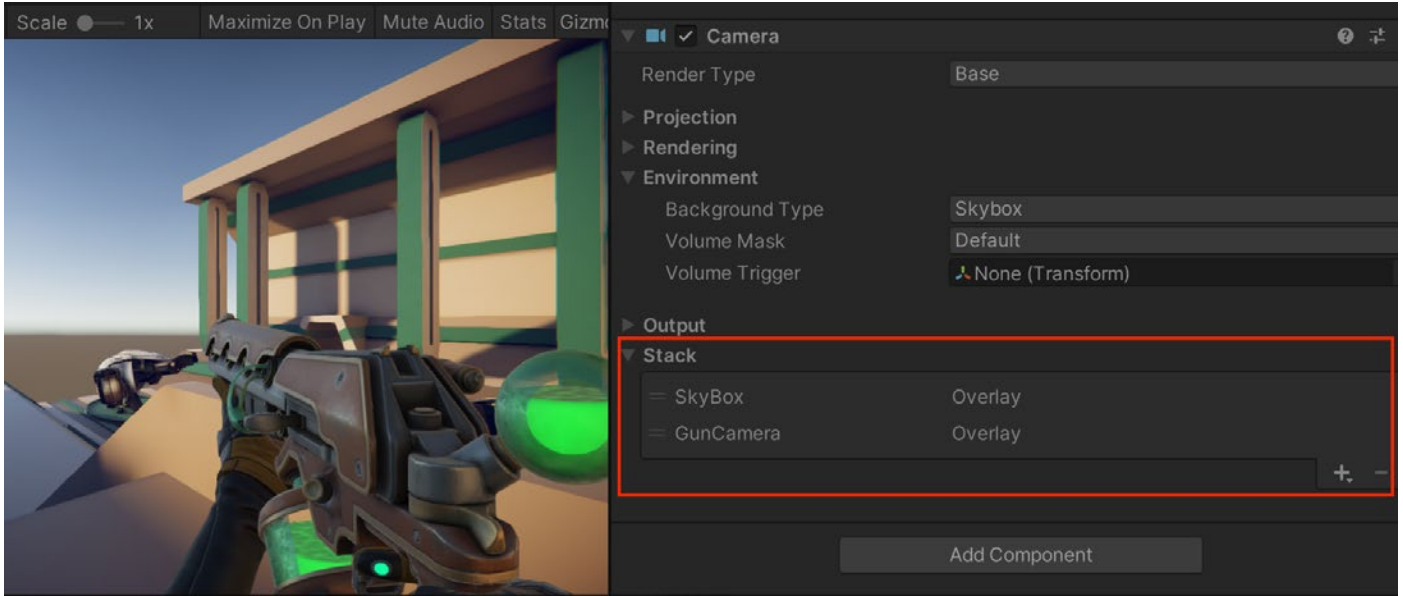 Scale 1x Maximize On Play Mute Audio Stats Gizmo
Camera
Render Type Base
Projection
Rendering
Environment
Background Type Skybox
Volume Mask Default
Volume Trigger None (Transform)
Output
Stack
SkyBox Overlay
GunCamera Overlay
Add Component